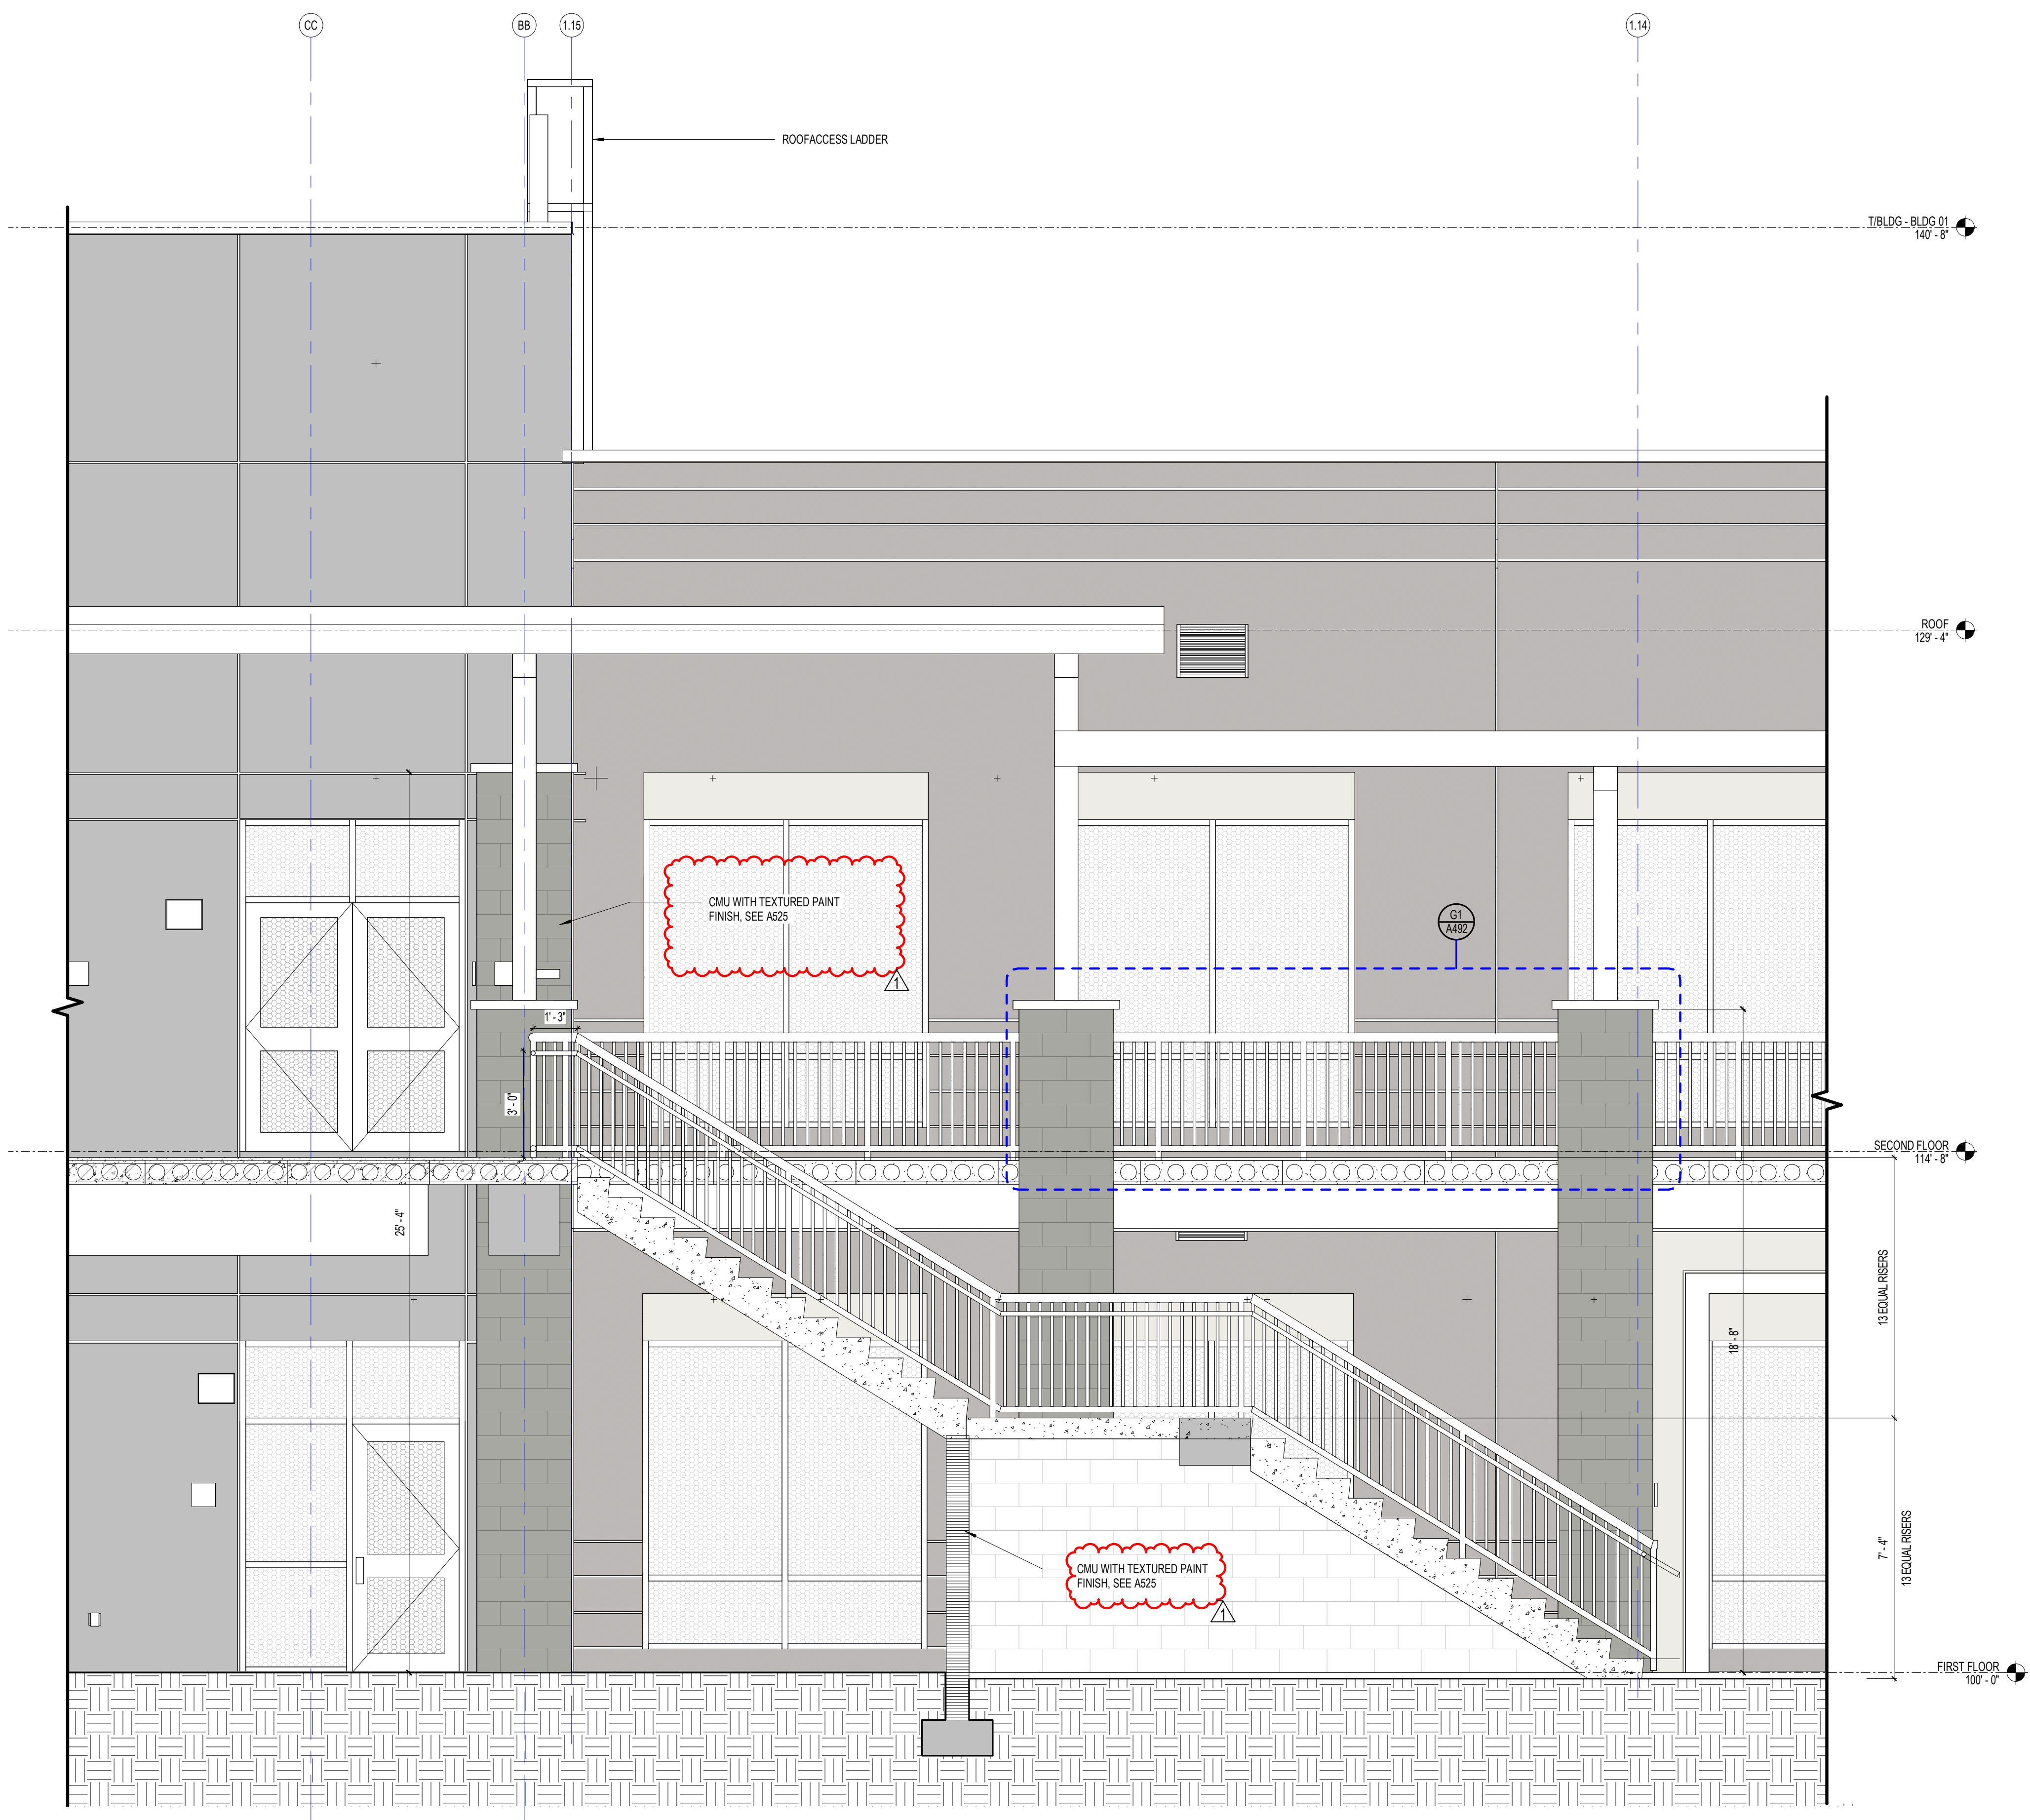 CC
BB
1.15
1.14
ROOFACCESS LADDER
T/BLDG - BLDG 01
140' - 8"
ROOF
129' - 4"
CMU WITH TEXTURED PAINT
FINISH, SEE A525
1
G1
A492
1' - 3"
3' - 0"
SECOND FLOOR
114' - 8"
25' - 4"
13 EQUAL RISERS
18' - 8"
CMU WITH TEXTURED PAINT
FINISH, SEE A525
1
7' - 4"
13 EQUAL RISERS
FIRST FLOOR
100' - 0"